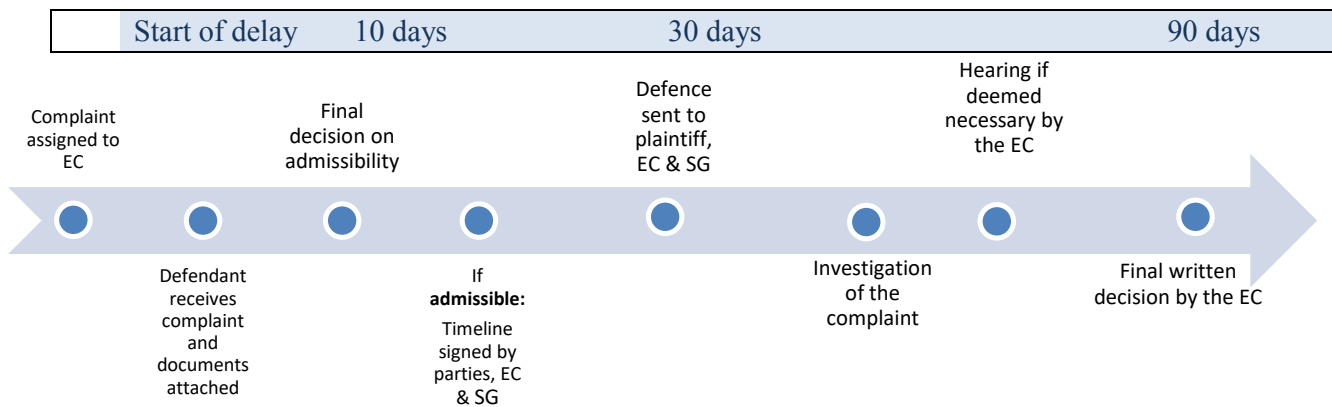 Start of delay 10 days 30 days 90 days
Complaint
assigned to
EC
Defendant
receives
complaint
and
documents
attached
Final
decision on
admissibility
If
admissible:
Timeline
signed by
parties, EC
& SG
Defence
sent to
plaintiff,
EC & SG
Investigation
of the
complaint
Hearing if
deemed
necessary by
the EC
Final written
decision by the EC